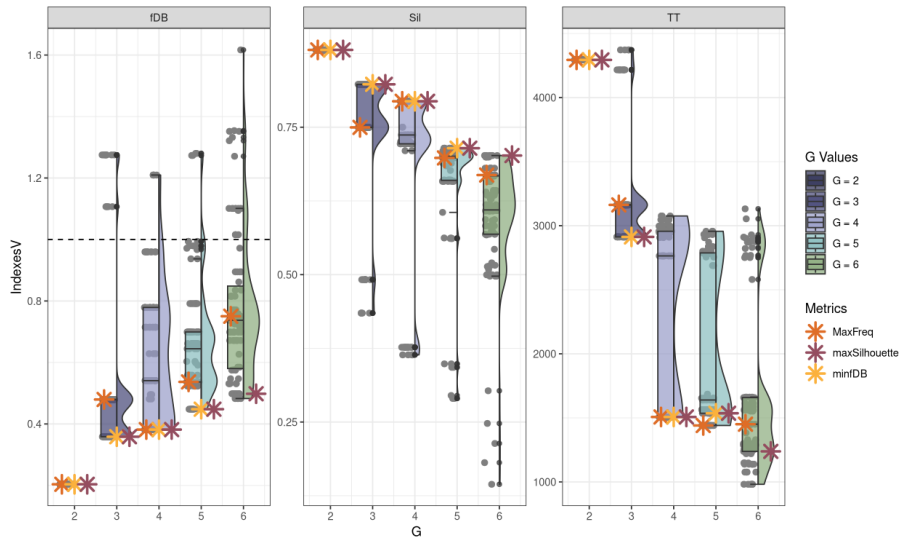 fDB
Sil
TT
IndexesV
1.6
1.2
0.8
0.4
0.75
0.50
0.25
4000
3000
2000
1000
2 3 4 5 6
2 3 4 5 6
2 3 4 5 6
G
G Values
G = 2
G = 3
G = 4
G = 5
G = 6
Metrics
MaxFreq
maxSilhouette
minfDB